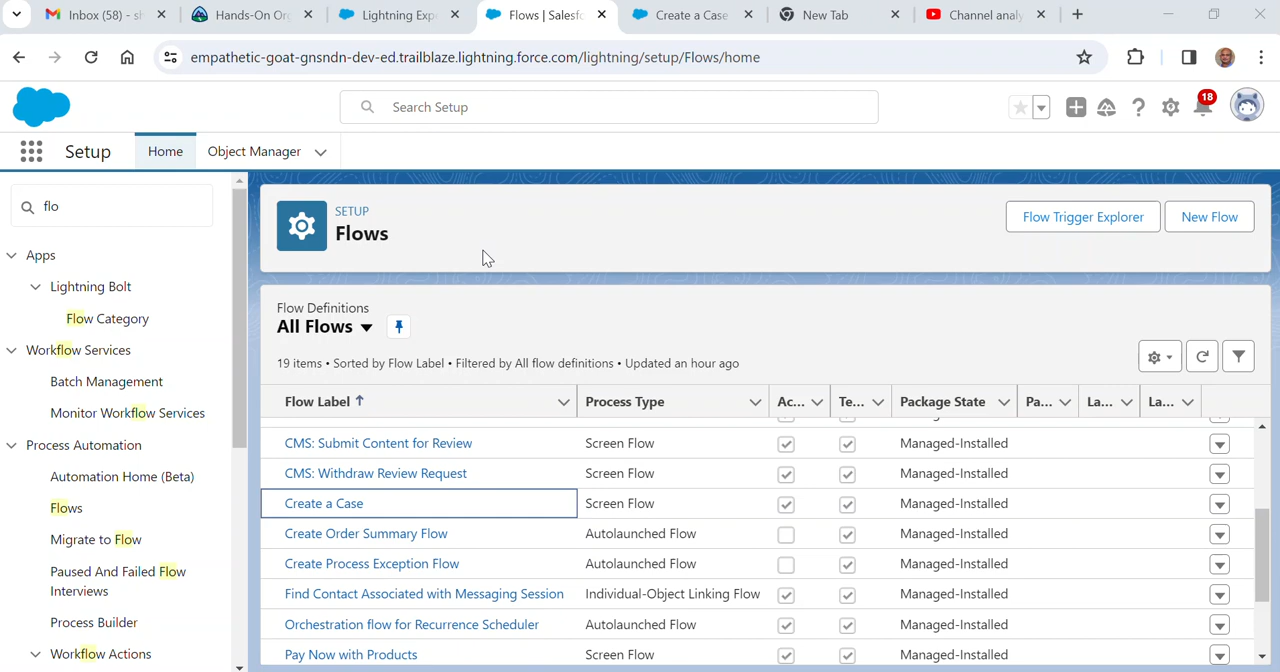 Inbox (58) - sh
Hands-On Org
Lightning Expe
Flows | Salesfo
Create a Case
New Tab
Channel analy
empathetic-goat-gnsndn-dev-ed.trailblaze.lightning.force.com/lightning/setup/Flows/home
Search Setup
18
Setup
Home
Object Manager
flo
SETUP
Flows
Flow Trigger Explorer
New Flow
Apps
Lightning Bolt
Flow Category
Workflow Services
Batch Management
Monitor Workflow Services
Process Automation
Automation Home (Beta)
Flows
Migrate to Flow
Paused And Failed Flow
Interviews
Process Builder
Workflow Actions
Flow Definitions
All Flows
19 items • Sorted by Flow Label • Filtered by All flow definitions • Updated an hour ago
Flow Label ↑ Process Type Ac... Te... Package State Pa... La... La...
CMS: Submit Content for Review Screen Flow Managed-Installed
CMS: Withdraw Review Request Screen Flow Managed-Installed
Create a Case Screen Flow Managed-Installed
Create Order Summary Flow Autolaunched Flow Managed-Installed
Create Process Exception Flow Autolaunched Flow Managed-Installed
Find Contact Associated with Messaging Session Individual-Object Linking Flow Managed-Installed
Orchestration flow for Recurrence Scheduler Autolaunched Flow Managed-Installed
Pay Now with Products Screen Flow Managed-Installed